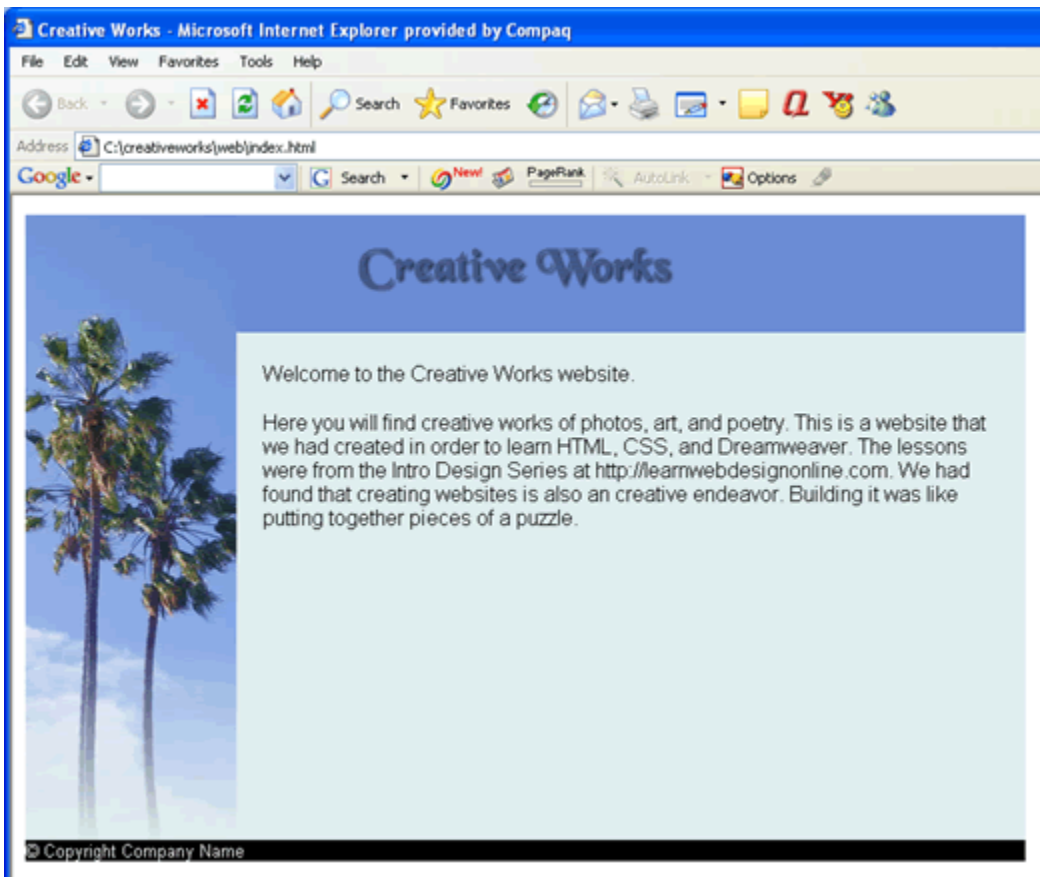 Creative Works - Microsoft Internet Explorer provided by Compaq
File Edit View Favorites Tools Help
Back Search Favorites
Address C:\creativeworks\web\index.html
Google Search New! PageRank AutoLink Options
Creative Works
Welcome to the Creative Works website.
Here you will find creative works of photos, art, and poetry. This is a website that
we had created in order to learn HTML, CSS, and Dreamweaver. The lessons
were from the Intro Design Series at http://learnwebdesignonline.com. We had
found that creating websites is also an creative endeavor. Building it was like
putting together pieces of a puzzle.
© Copyright Company Name